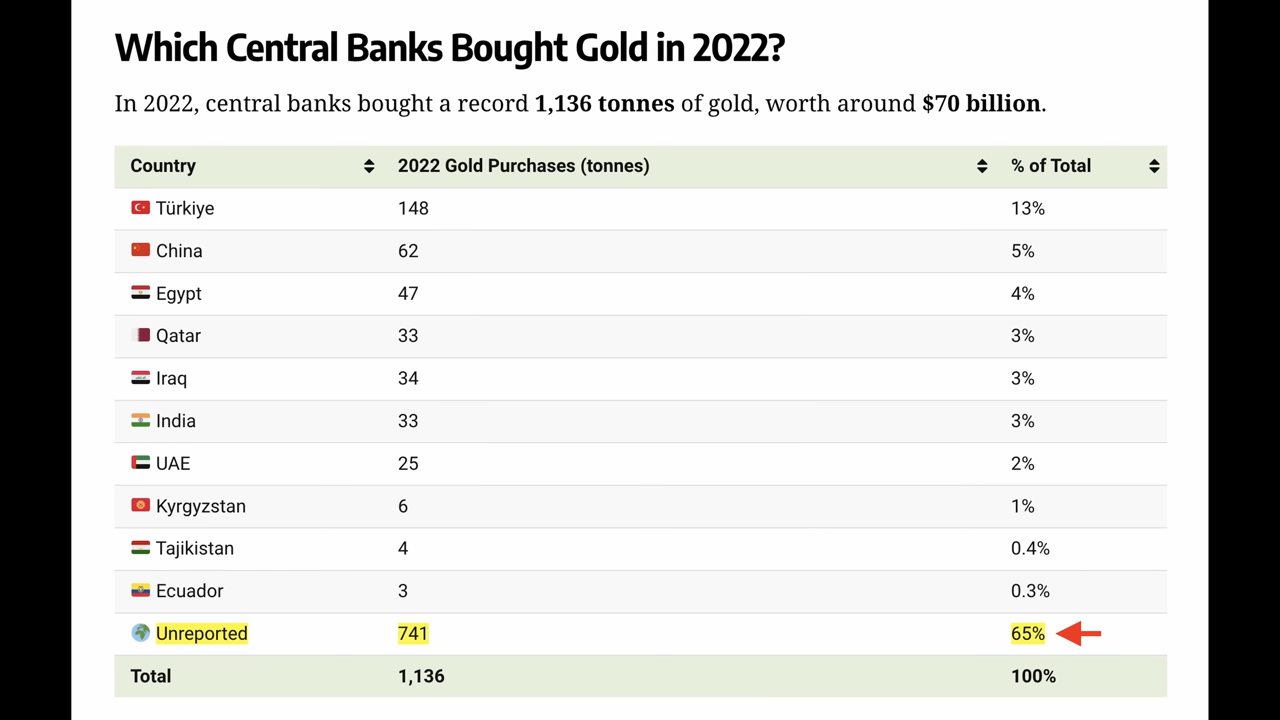 Which Central Banks Bought Gold in 2022?
In 2022, central banks bought a record 1,136 tonnes of gold, worth around $70 billion.
Country 2022 Gold Purchases (tonnes) % of Total
Türkiye 148 13%
China 62 5%
Egypt 47 4%
Qatar 33 3%
Iraq 34 3%
India 33 3%
UAE 25 2%
Kyrgyzstan 6 1%
Tajikistan 4 0.4%
Ecuador 3 0.3%
Unreported 741 65%
Total 1,136 100%